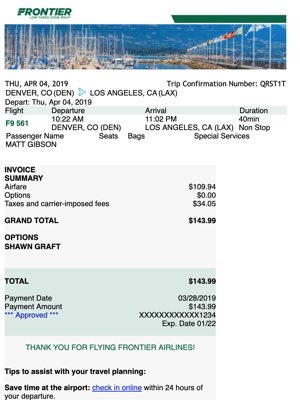 FRONTIER
LOW FARES DONE RIGHT
THU, APR 04, 2019 Trip Confirmation Number: QRST1T
DENVER, CO (DEN) LOS ANGELES, CA (LAX)
Depart: Thu, Apr 04, 2019
Flight Departure Arrival Duration
F9 561 10:22 AM 11:02 PM 40min
DENVER, CO (DEN) LOS ANGELES, CA (LAX) Non Stop
Passenger Name Seats Bags Special Services
MATT GIBSON
INVOICE
SUMMARY
Airfare $109.94
Options $0.00
Taxes and carrier-imposed fees $34.05
GRAND TOTAL $143.99
OPTIONS
SHAWN GRAFT
TOTAL $143.99
Payment Date 03/28/2019
Payment Amount $143.99
*** Approved *** XXXXXXXXXXXX1234
Exp. Date 01/22
THANK YOU FOR FLYING FRONTIER AIRLINES!
Tips to assist with your travel planning:
Save time at the airport: check in online within 24 hours of
your departure.